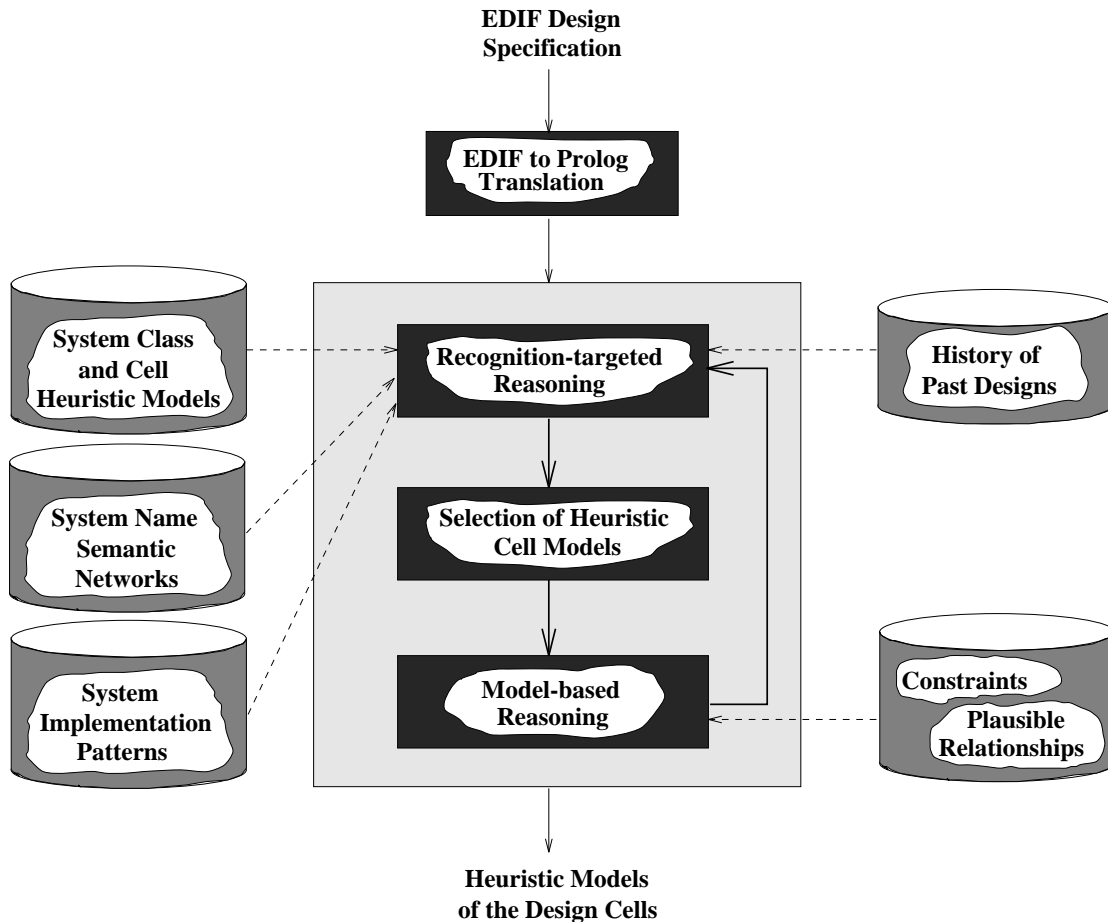 EDIF Design
Specification
EDIF to Prolog
Translation
System Class
and Cell
Heuristic Models
Recognition-targeted
Reasoning
History of
Past Designs
System Name
Semantic
Networks
Selection of Heuristic
Cell Models
System
Implementation
Patterns
Model-based
Reasoning
Constraints
Plausible
Relationships
Heuristic Models
of the Design Cells